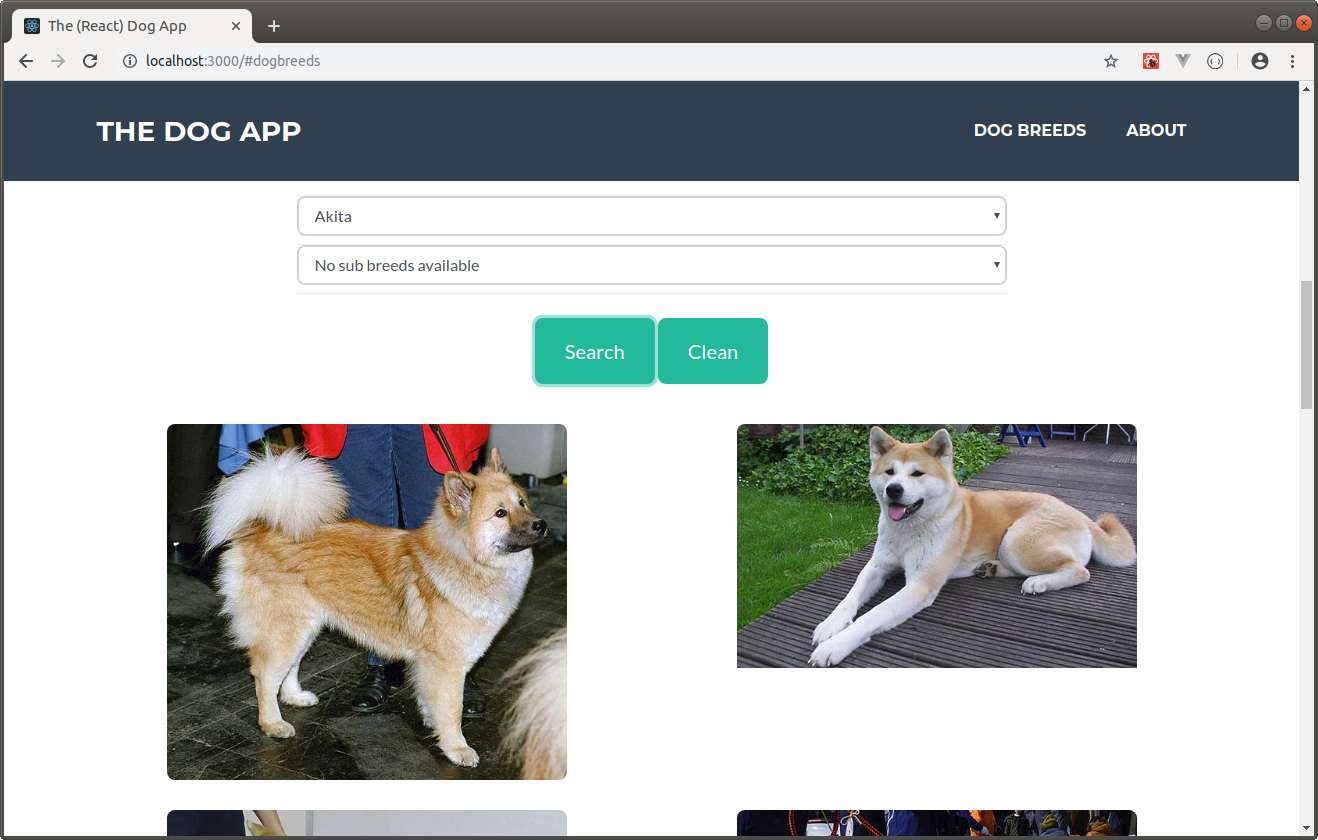 The (React) Dog App
localhost:3000/#dogbreeds
THE DOG APP
DOG BREEDS
ABOUT
Akita
No sub breeds available
Search
Clean